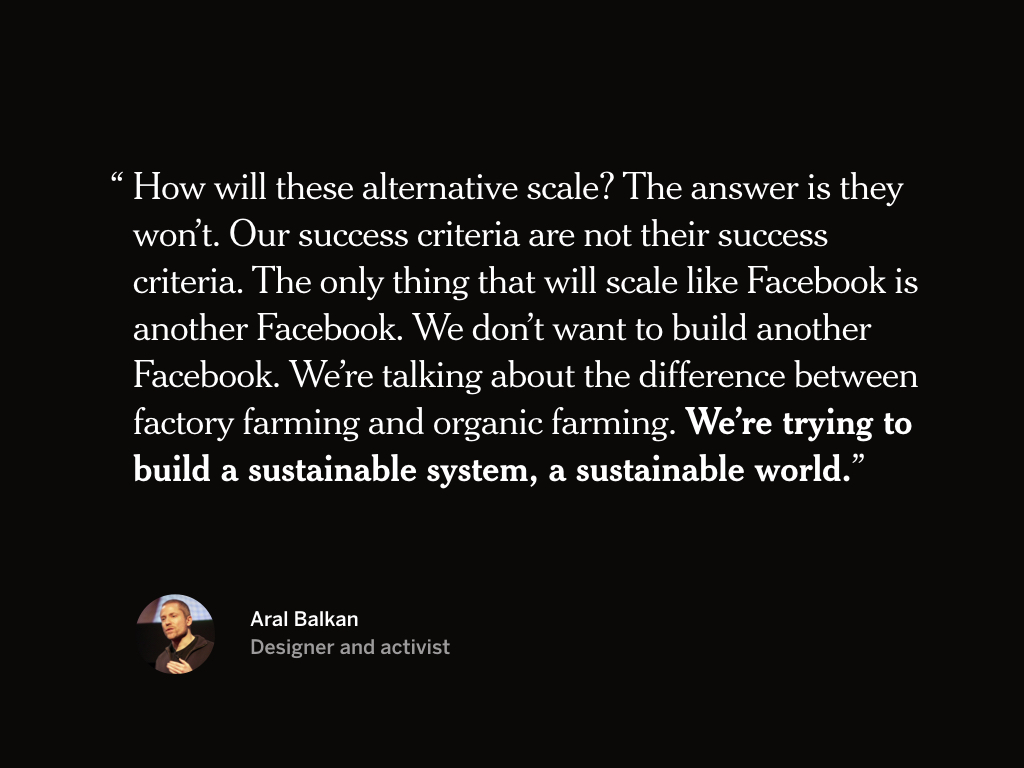 “ How will these alternative scale? The answer is they
won’t. Our success criteria are not their success
criteria. The only thing that will scale like Facebook is
another Facebook. We don’t want to build another
Facebook. We’re talking about the difference between
factory farming and organic farming. We’re trying to
build a sustainable system, a sustainable world.”
Aral Balkan
Designer and activist